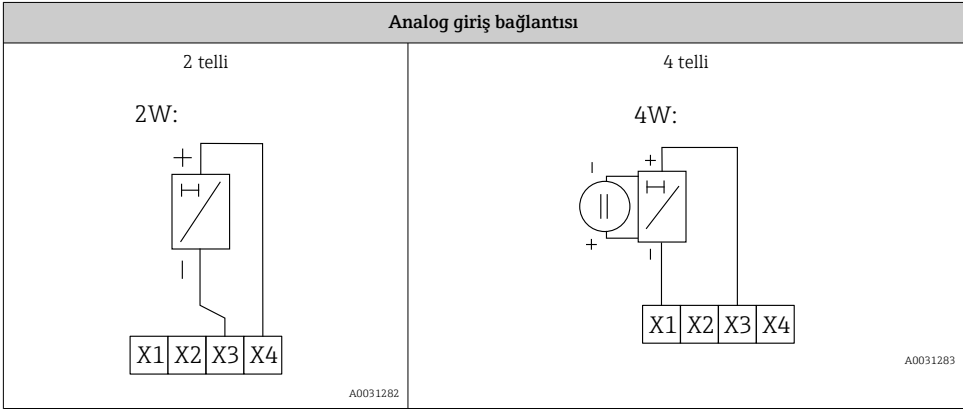 Analog giriş bağlantısı
2 telli
2W:
+
−
X1 X2 X3 X4
A0031282
4 telli
4W:
− +
+ −
X1 X2 X3 X4
A0031283